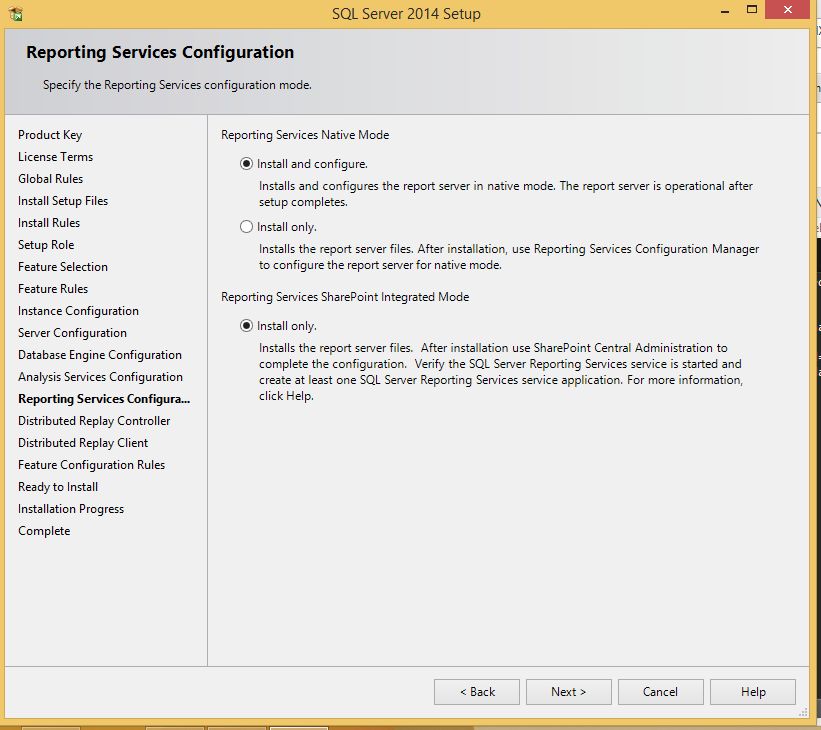 SQL Server 2014 Setup
Reporting Services Configuration
Specify the Reporting Services configuration mode.
Product Key
License Terms
Global Rules
Install Setup Files
Install Rules
Setup Role
Feature Selection
Feature Rules
Instance Configuration
Server Configuration
Database Engine Configuration
Analysis Services Configuration
Reporting Services Configura...
Distributed Replay Controller
Distributed Replay Client
Feature Configuration Rules
Ready to Install
Installation Progress
Complete
Reporting Services Native Mode
Install and configure.
Installs and configures the report server in native mode. The report server is operational after
setup completes.
Install only.
Installs the report server files. After installation, use Reporting Services Configuration Manager
to configure the report server for native mode.
Reporting Services SharePoint Integrated Mode
Install only.
Installs the report server files.  After installation use SharePoint Central Administration to
complete the configuration.  Verify the SQL Server Reporting Services service is started and
create at least one SQL Server Reporting Services service application. For more information,
click Help.
< Back
Next >
Cancel
Help